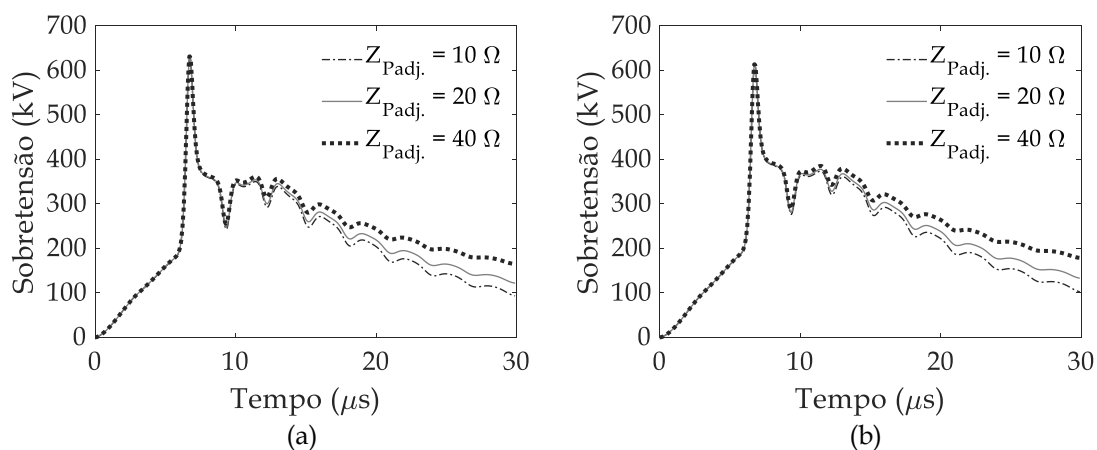 700
600
500
400
300
200
100
0
Sobretensão (kV)
Z_Padj. = 10 Ω
Z_Padj. = 20 Ω
Z_Padj. = 40 Ω
0 10 20 30
Tempo (μs)
(a)
700
600
500
400
300
200
100
0
Sobretensão (kV)
Z_Padj. = 10 Ω
Z_Padj. = 20 Ω
Z_Padj. = 40 Ω
0 10 20 30
Tempo (μs)
(b)